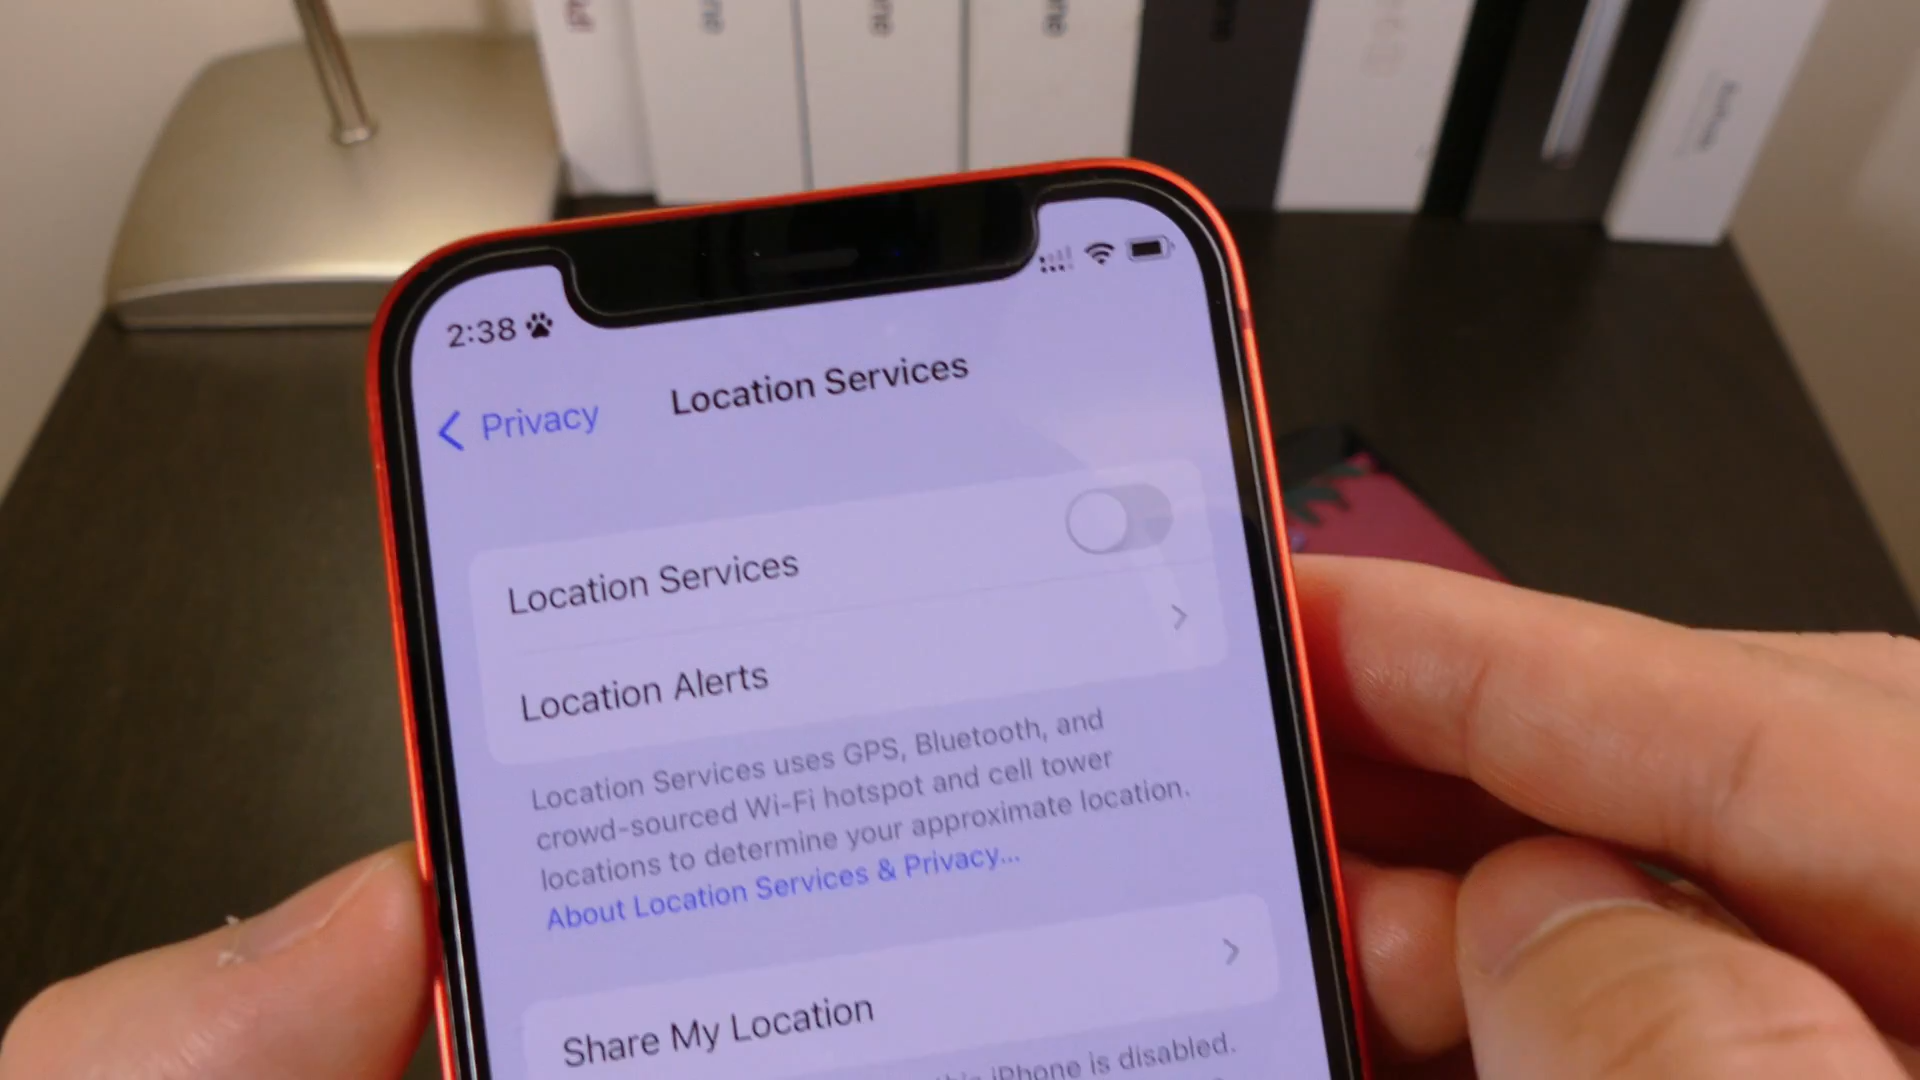 2:38
Privacy
Location Services
Location Services
Location Alerts
Location Services uses GPS, Bluetooth, and
crowd-sourced Wi-Fi hotspot and cell tower
locations to determine your approximate location.
About Location Services & Privacy...
Share My Location
iPhone is disabled.